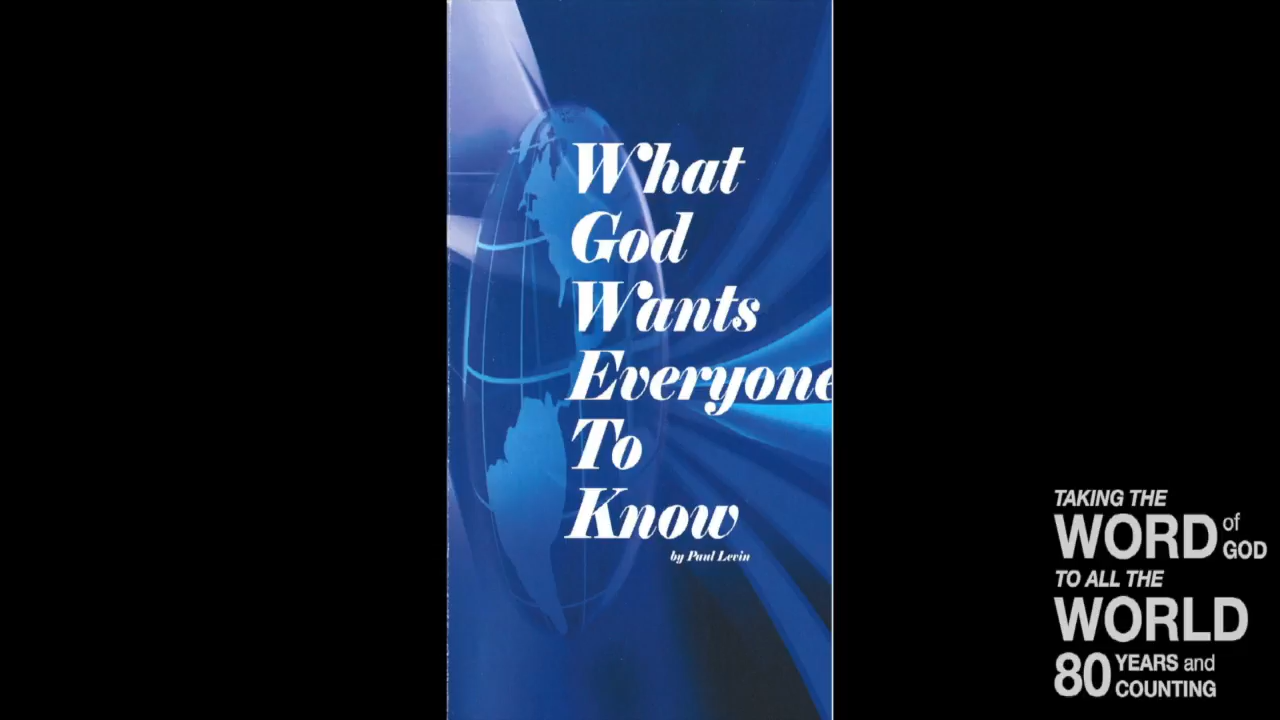 What
God
Wants
Everyone
To
Know
by Paul Levin
TAKING THE
WORD of GOD
TO ALL THE
WORLD
80 YEARS and
COUNTING